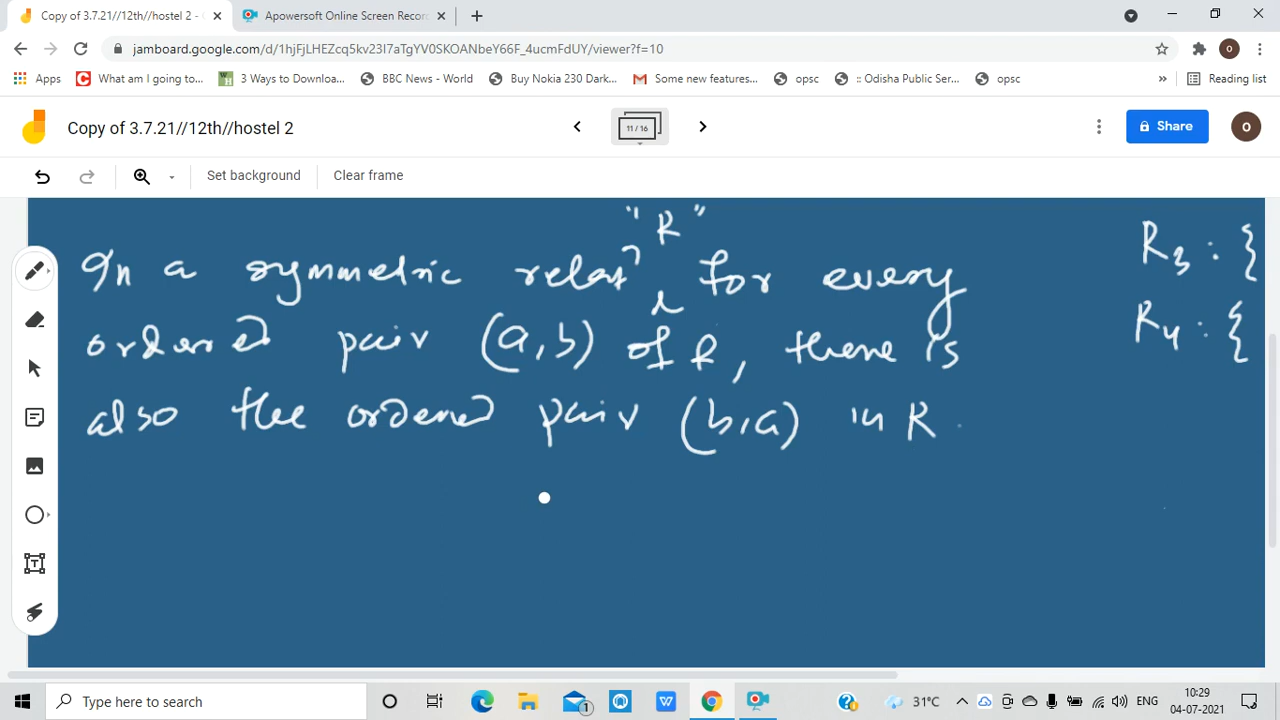 Copy of 3.7.21//12th//hostel 2 -
Apowersoft Online Screen Recor
jamboard.google.com/d/1hjFjLHEZcq5kv23I7aTgYV0SKOANbeY66F_4ucmFdUY/viewer?f=10
Apps
What am I going to...
3 Ways to Downloa...
BBC News - World
Buy Nokia 230 Dark...
Some new features...
opsc
:: Odisha Public Ser...
opsc
»
Reading list
Copy of 3.7.21//12th//hostel 2
11 / 16
Share
O
Set background
Clear frame
"R"
In a symmetric relat^n for every
ordered pair (a,b) of R, there is
also the ordered pair (b,a) in R.
R3 : {
R4 : {
Type here to search
31°C
ENG
10:29
04-07-2021